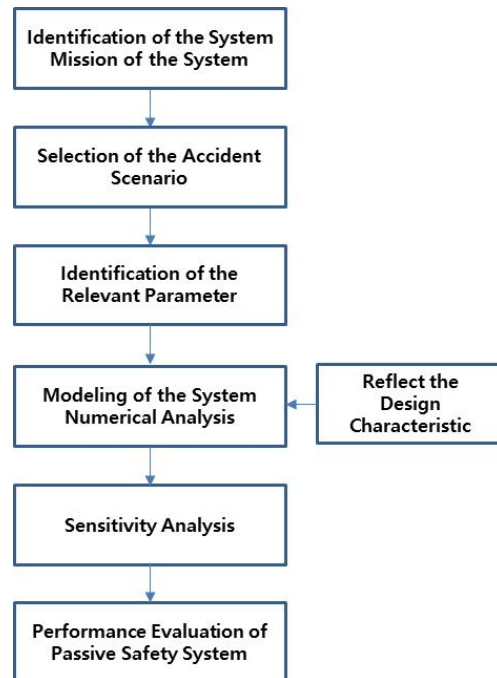 Identification of the System
Mission of the System
Selection of the Accident
Scenario
Identification of the
Relevant Parameter
Modeling of the System
Numerical Analysis
Reflect the
Design
Characteristic
Sensitivity Analysis
Performance Evaluation of
Passive Safety System